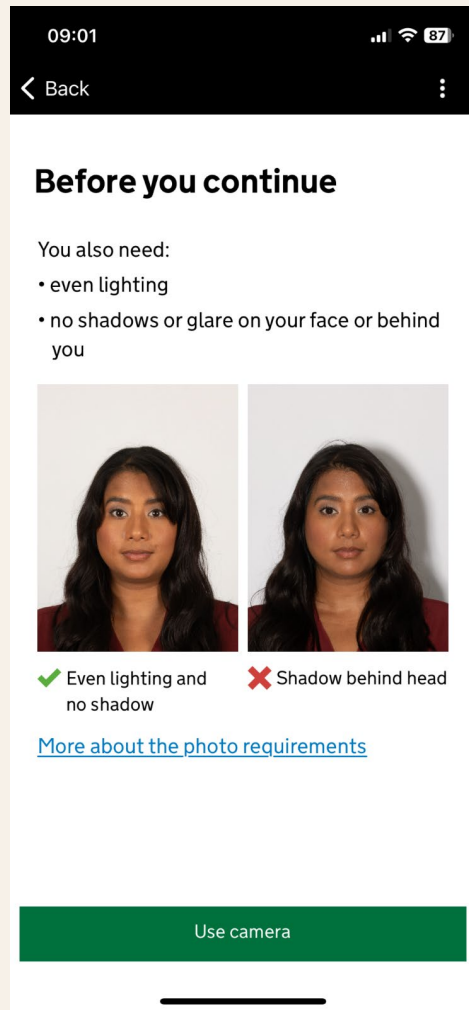 09:01
87
Back
Before you continue
You also need:
• even lighting
• no shadows or glare on your face or behind
you
Even lighting and
no shadow
Shadow behind head
More about the photo requirements
Use camera